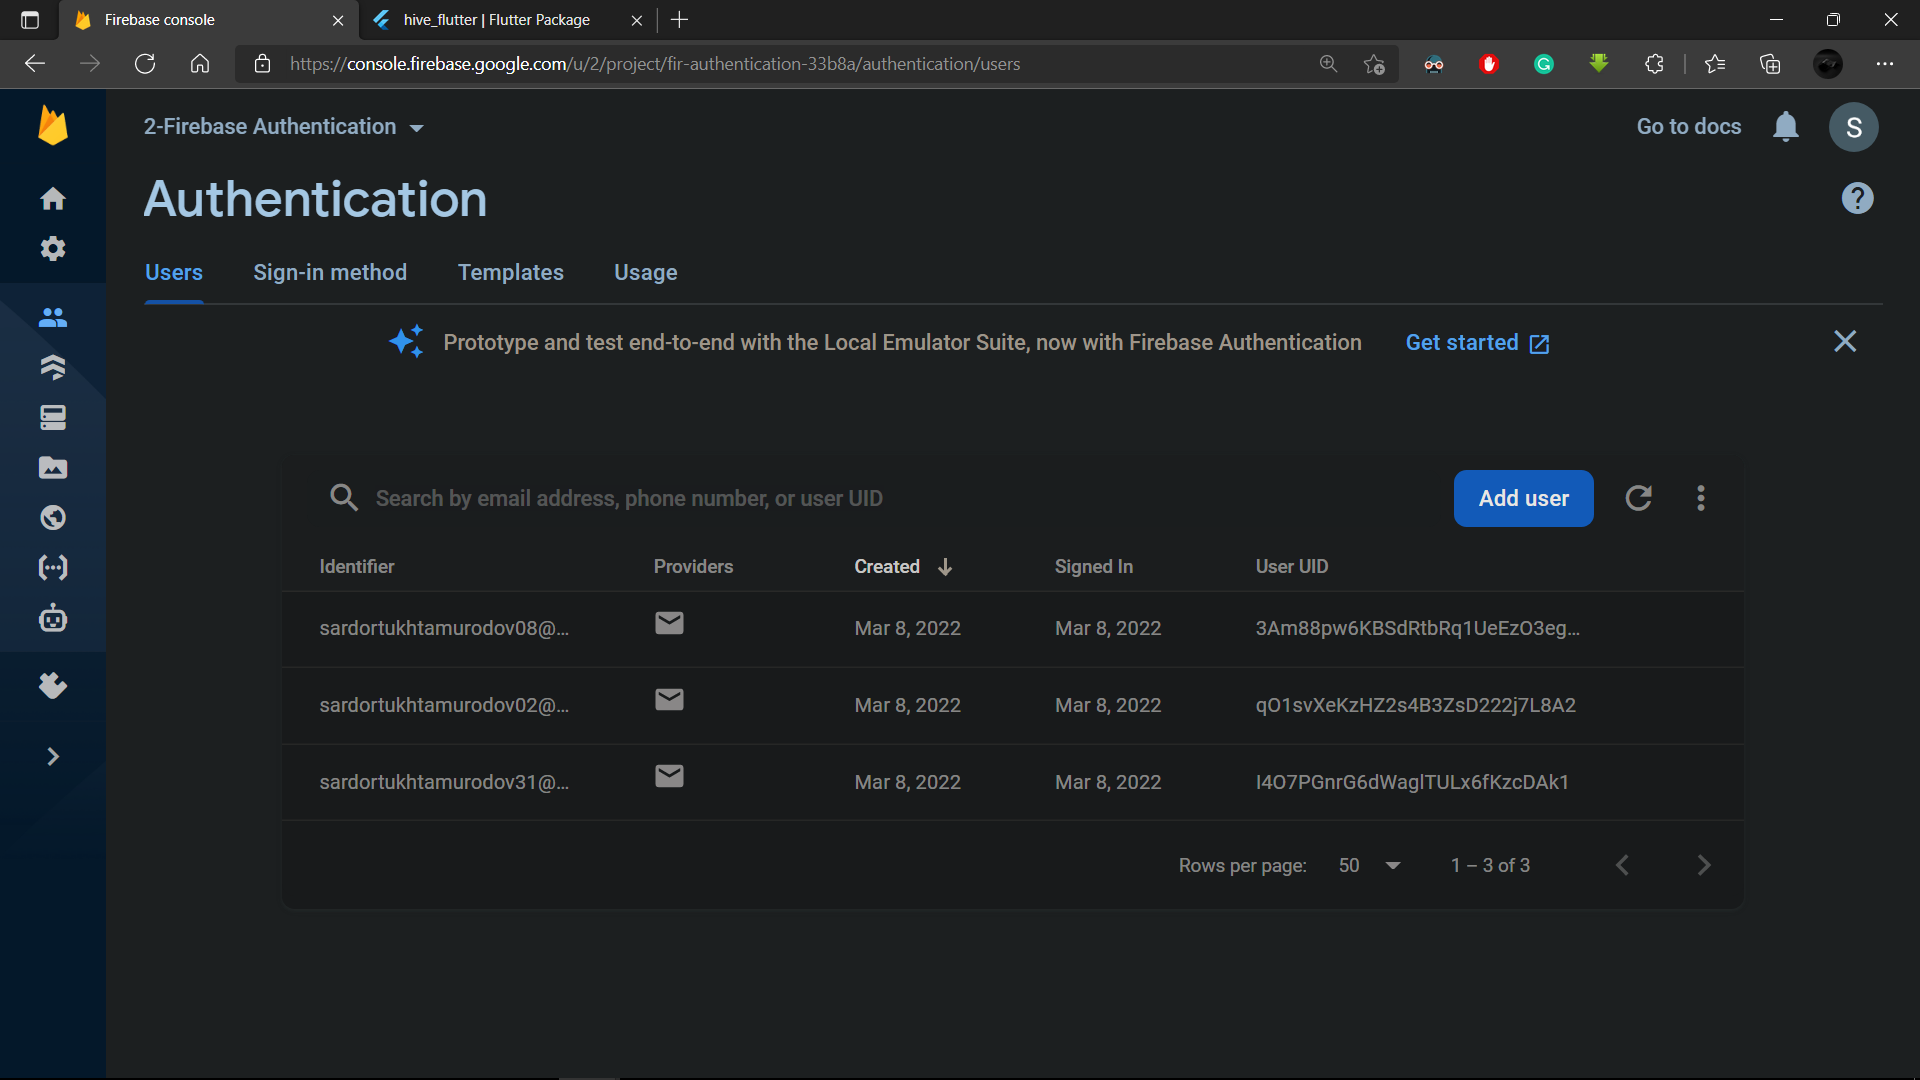 Firebase console
hive_flutter | Flutter Package
https://console.firebase.google.com/u/2/project/fir-authentication-33b8a/authentication/users
2-Firebase Authentication
Go to docs
S
Authentication
Users Sign-in method Templates Usage
Prototype and test end-to-end with the Local Emulator Suite, now with Firebase Authentication Get started
Search by email address, phone number, or user UID
Add user
Identifier Providers Created Signed In User UID
sardortukhtamurodov08@... Mar 8, 2022 Mar 8, 2022 3Am88pw6KBSdRtbRq1UeEzO3eg...
sardortukhtamurodov02@... Mar 8, 2022 Mar 8, 2022 qO1svXeKzHZ2s4B3ZsD222j7L8A2
sardortukhtamurodov31@... Mar 8, 2022 Mar 8, 2022 I4O7PGnrG6dWaglTULx6fKzcDAk1
Rows per page: 50 1 – 3 of 3